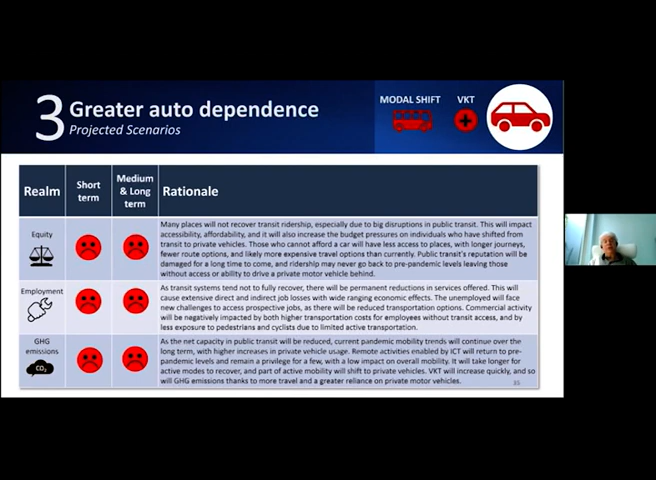 3 Greater auto dependence
Projected Scenarios
MODAL SHIFT VKT
Realm
Short term
Medium & Long term
Rationale
Equity
Many places will not recover transit ridership, especially due to big disruptions in public transit. This will impact
accessibility, affordability, and it will also increase the budget pressures on individuals who have shifted from
transit to private vehicles. Those who cannot afford a car will have less access to places, with longer journeys,
fewer route options, and likely more expensive travel options than currently. Public transit's reputation will be
damaged for a long time to come, and ridership may never go back to pre-pandemic levels leaving those
without access or ability to drive a private motor vehicle behind.
Employment
As transit systems tend not to fully recover, there will be permanent reductions in services offered. This will
cause extensive direct and indirect job losses with wide ranging economic effects. The unemployed will face
new challenges to access prospective jobs, as there will be reduced transportation options. Commercial activity
will be negatively impacted by both higher transportation costs for employees without transit access, and by
less exposure to pedestrians and cyclists due to limited active transportation.
GHG
emissions
CO2
As the net capacity in public transit will be reduced, current pandemic mobility trends will continue over the
long term, with higher increases in private vehicle usage. Remote activities enabled by ICT will return to pre-
pandemic levels and remain a privilege for a few, with a low impact on overall mobility. It will take longer for
active modes to recover, and part of active mobility will shift to private vehicles. VKT will increase quickly, and so
will GHG emissions thanks to more travel and a greater reliance on private motor vehicles.
35